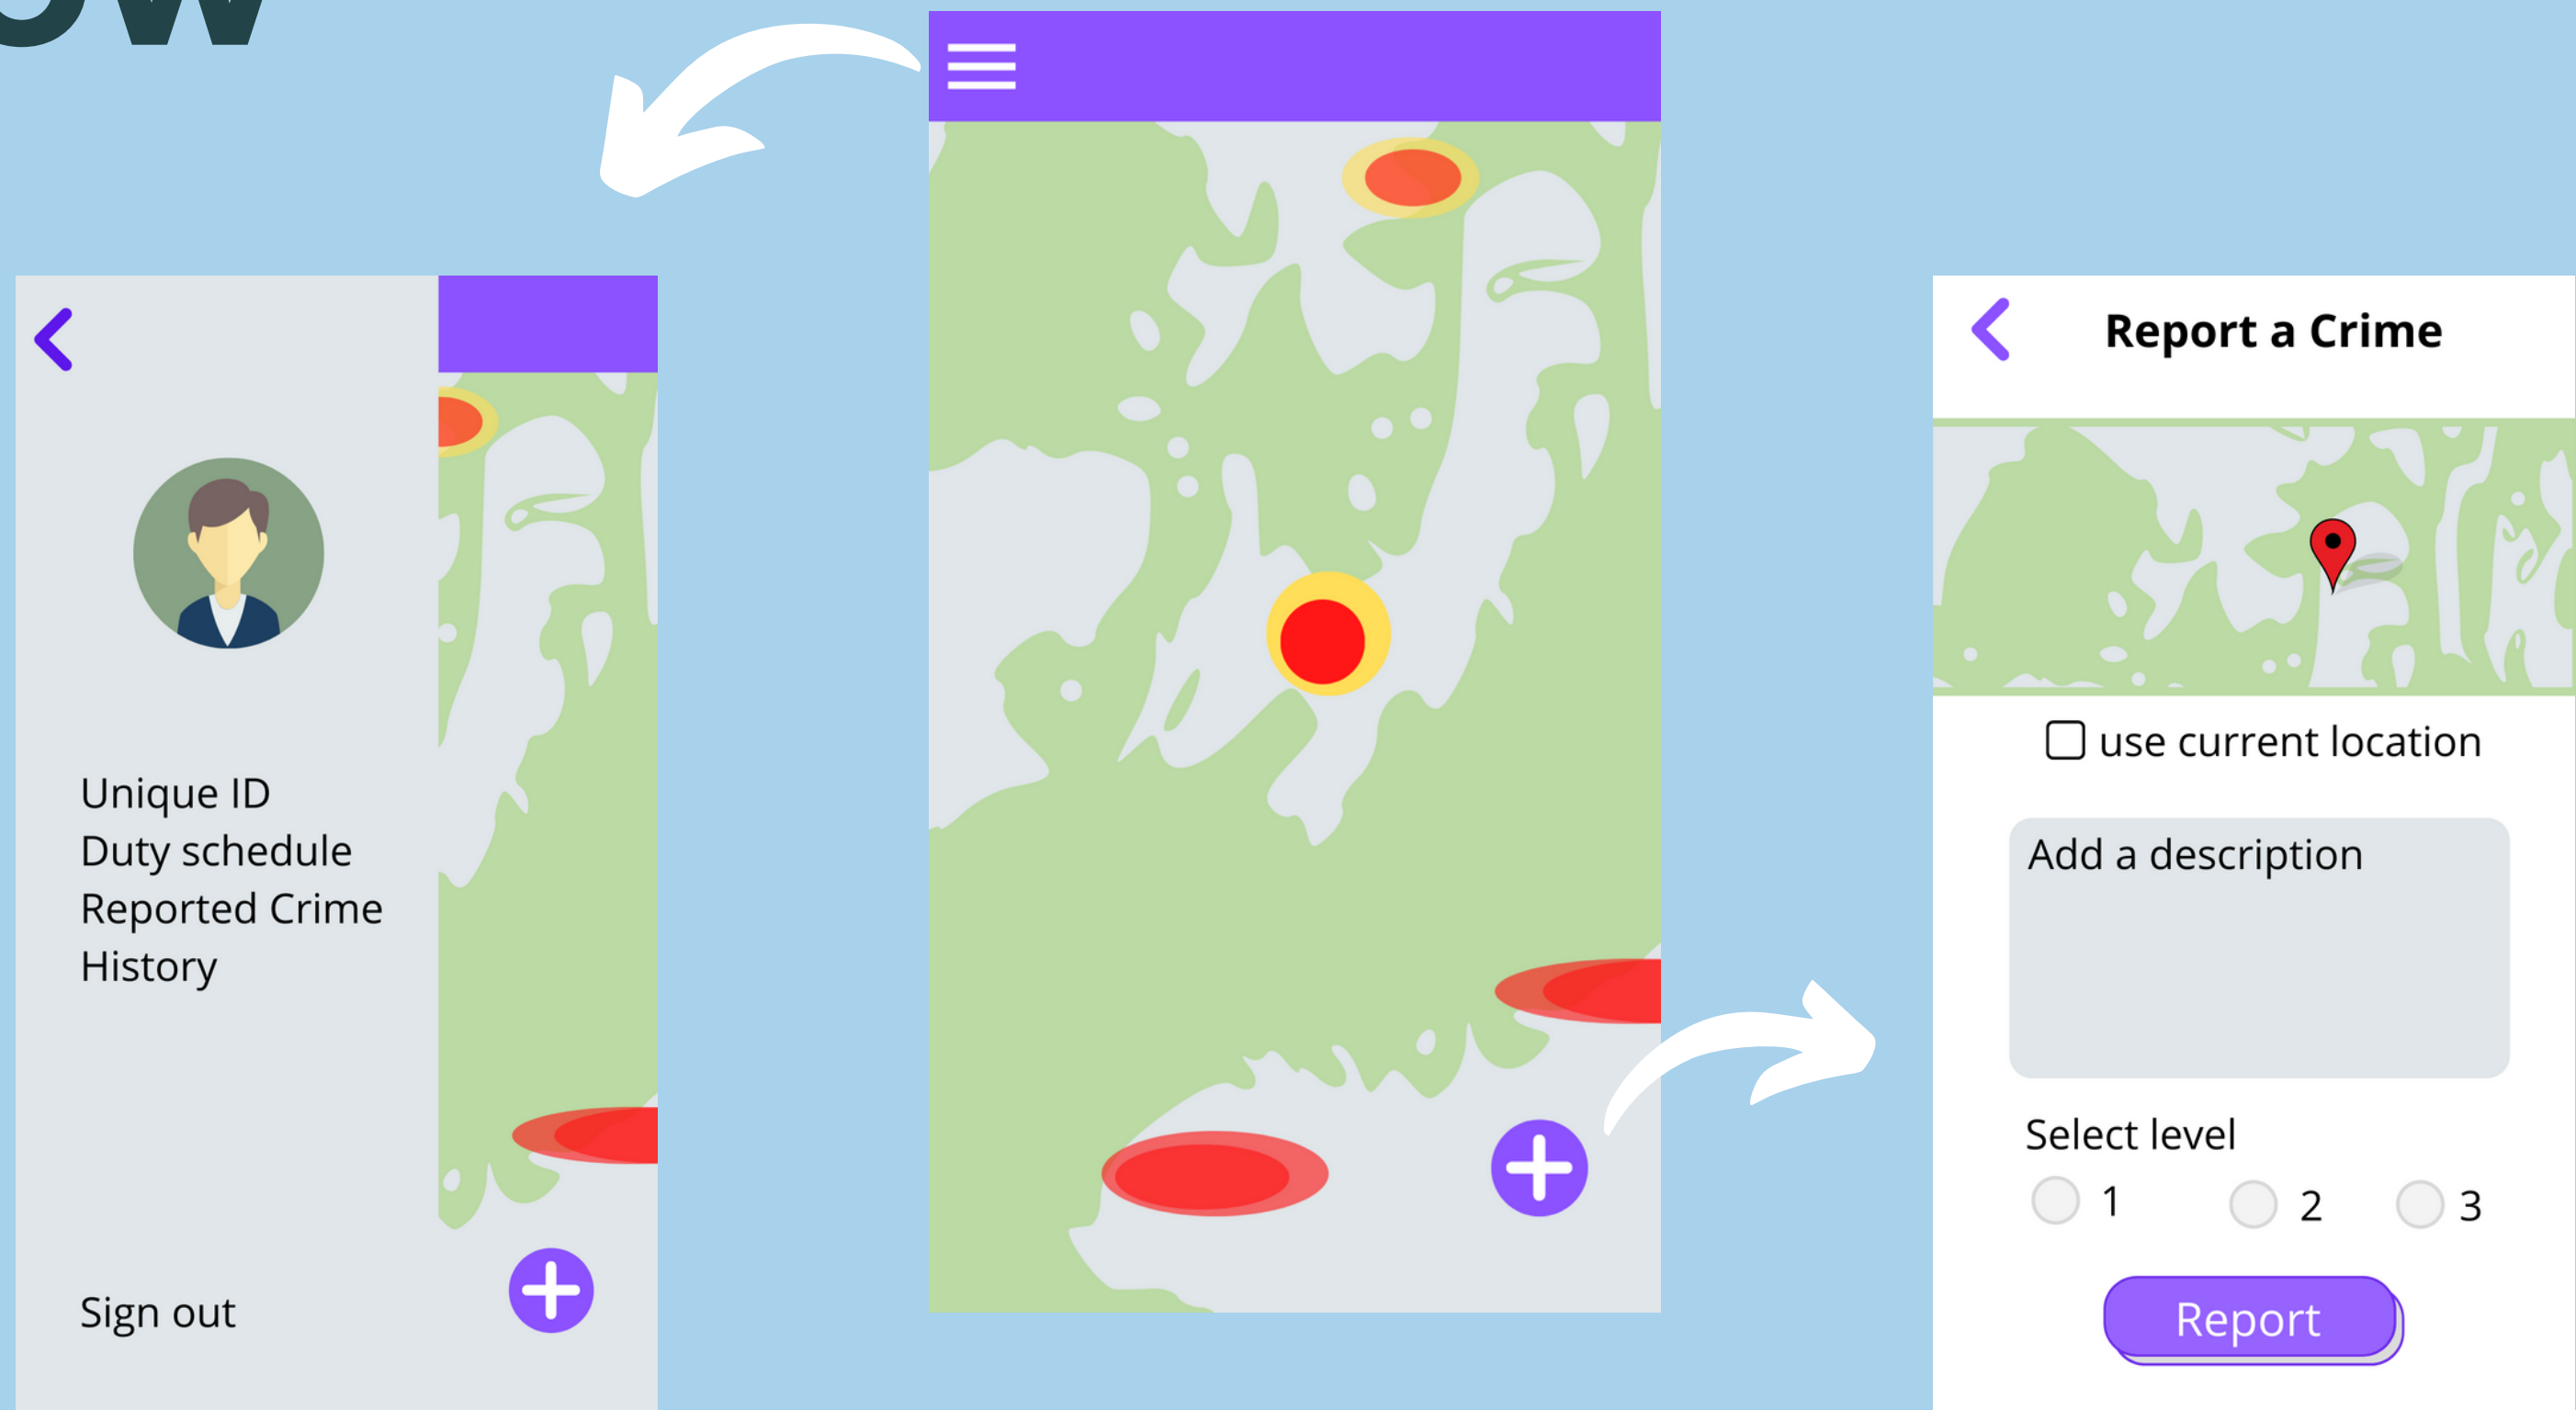 Unique ID
Duty schedule
Reported Crime
History
Sign out
Report a Crime
use current location
Add a description
Select level
1 2 3
Report